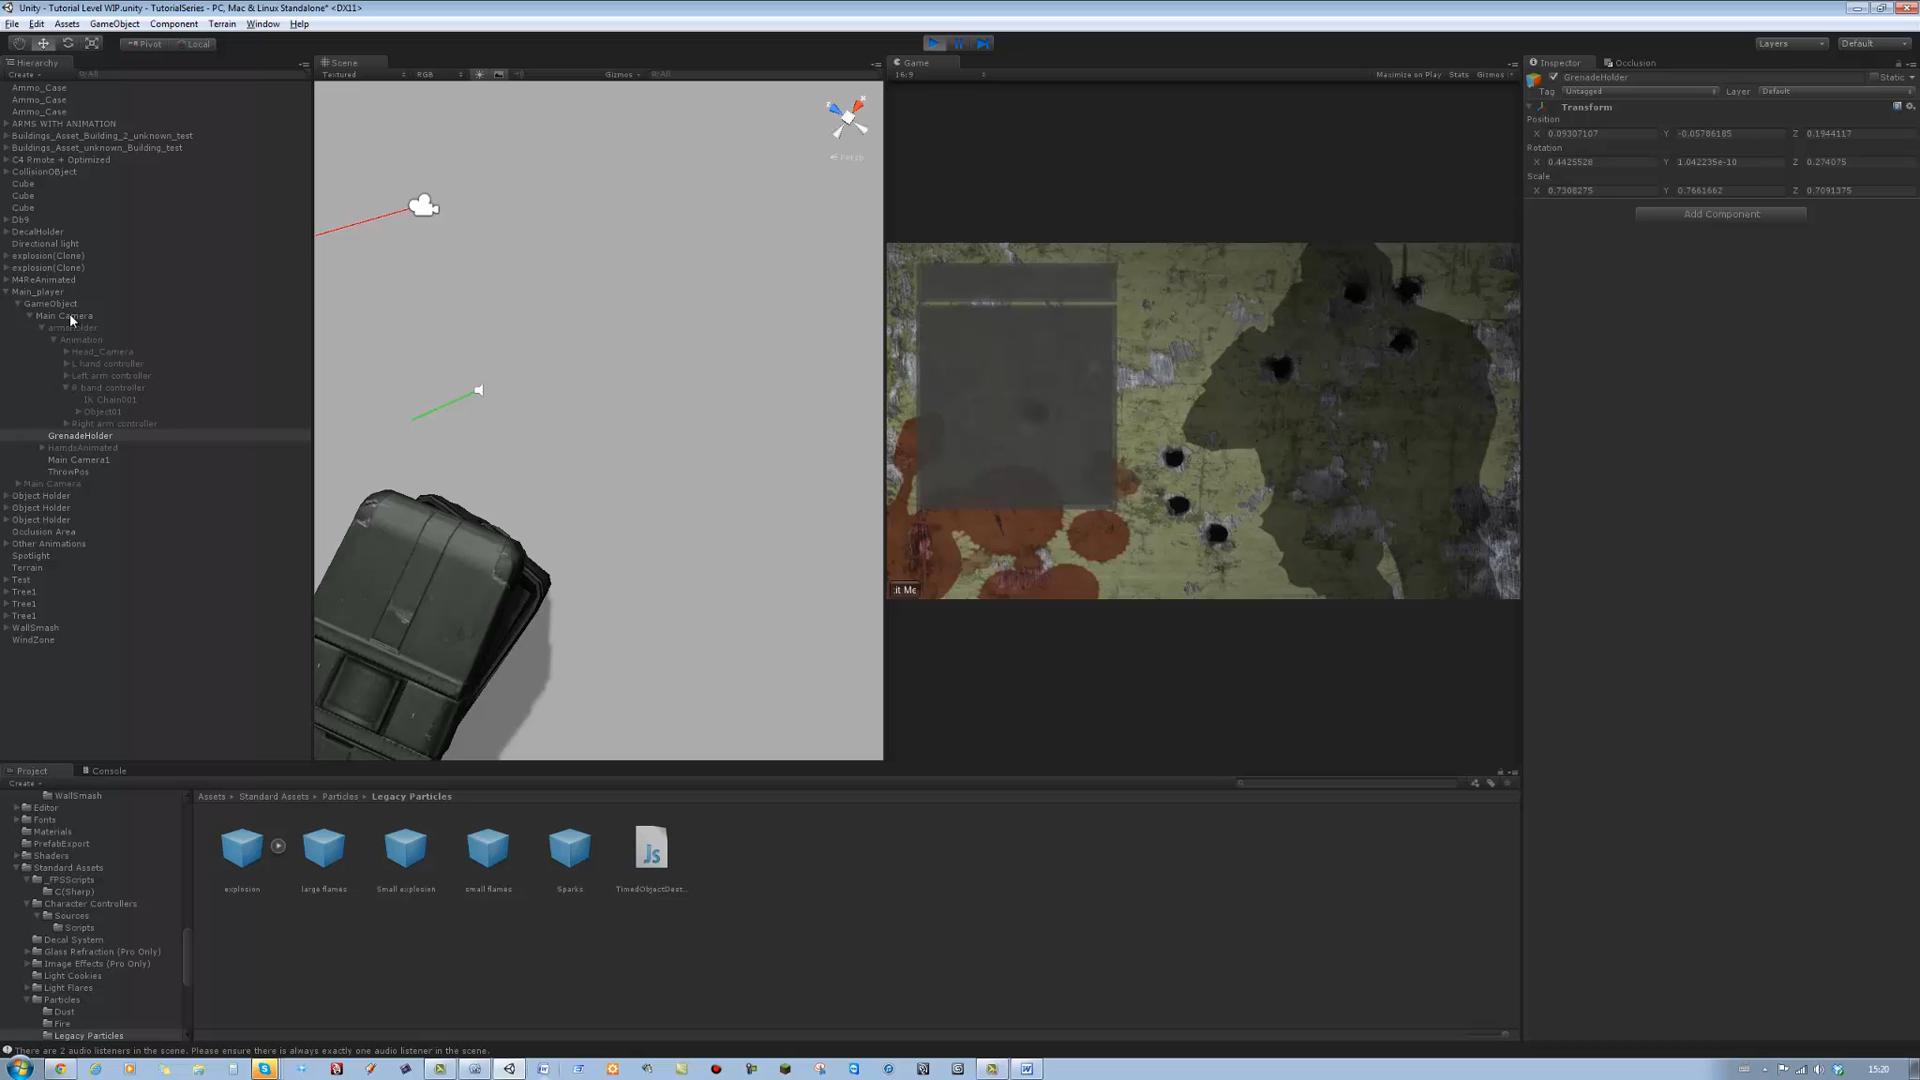 Unity - Tutorial Level WIP.unity - TutorialSeries - PC, Mac & Linux Standalone* <DX11>
File Edit Assets GameObject Component Terrain Window Help
Pivot Local Layers Default
Hierarchy
Create All
Ammo_Case
Ammo_Case
Ammo_Case
ARMS WITH ANIMATION
Buildings_Asset_Building_2_unknown_test
Buildings_Asset_unknown_Building_test
C4 Rmote + Optimized
CollisionOBject
Cube
Cube
Cube
Db9
DecalHolder
Directional light
explosion(Clone)
explosion(Clone)
M4ReAnimated
Main_player
GameObject
Main Camera
Animation
Head_Camera
L hand controller
Left arm controller
R hand controller
IK Chain001
Object01
Right arm controller
GrenadeHolder
HamdsAnimated
Main Camera1
ThrowPos
Main Camera
Object Holder
Object Holder
Object Holder
Occlusion Area
Other Animations
Spotlight
Terrain
Test
Tree1
Tree1
Tree1
WallSmash
WindZone
Scene
Textured RGB Gizmos All
Persp
Game
16:9 Maximize on Play Stats Gizmos
:it Me
Inspector Occlusion
GrenadeHolder Static
Tag Untagged Layer Default
Transform
Position
X 0.09307107 Y -0.05786185 Z 0.1944117
Rotation
X 0.4425528 Y 1.042235e-10 Z 0.274075
Scale
X 0.7308275 Y 0.7661662 Z 0.7091375
Add Component
Project Console
Create
WallSmash
Editor
Fonts
Materials
PrefabExport
Shaders
Standard Assets
_FPSScripts
C(Sharp)
Character Controllers
Sources
Scripts
Decal System
Glass Refraction (Pro Only)
Image Effects (Pro Only)
Light Cookies
Light Flares
Particles
Dust
Fire
Legacy Particles
Assets Standard Assets Particles Legacy Particles
Js
explosion large flames Small explosion small flames Sparks TimedObjectDest...
There are 2 audio listeners in the scene. Please ensure there is always exactly one audio listener in the scene.
15:20